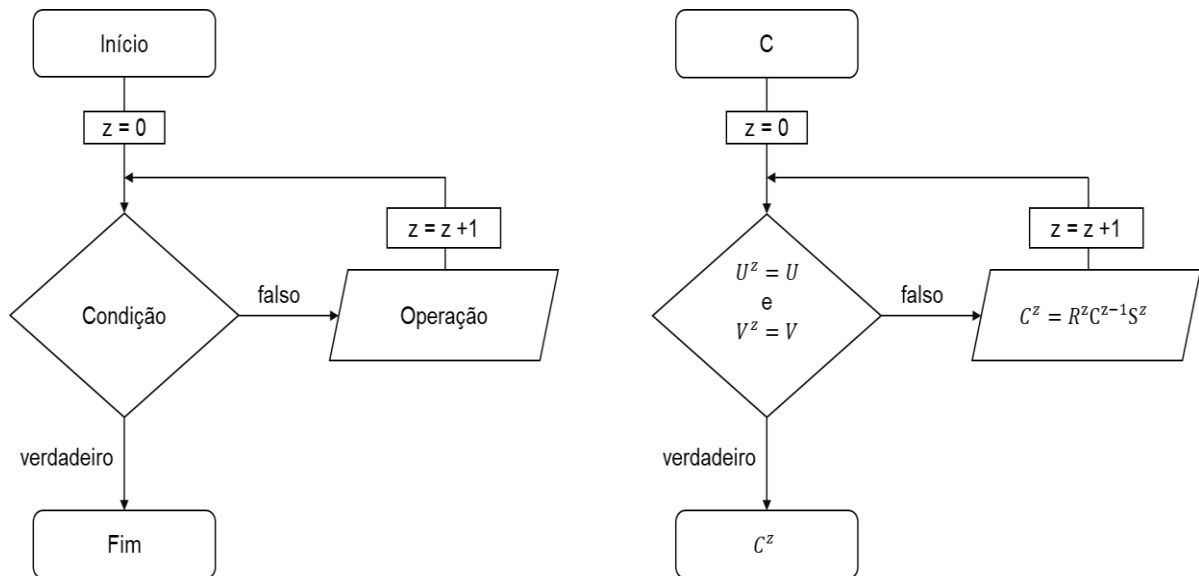 Início
z = 0
z = z +1
Condição
falso
Operação
verdadeiro
Fim
C
z = 0
z = z +1
$U^z = U$
e
$V^z = V$
falso
$C^z = R^z C^{z-1} S^z$
verdadeiro
$C^z$